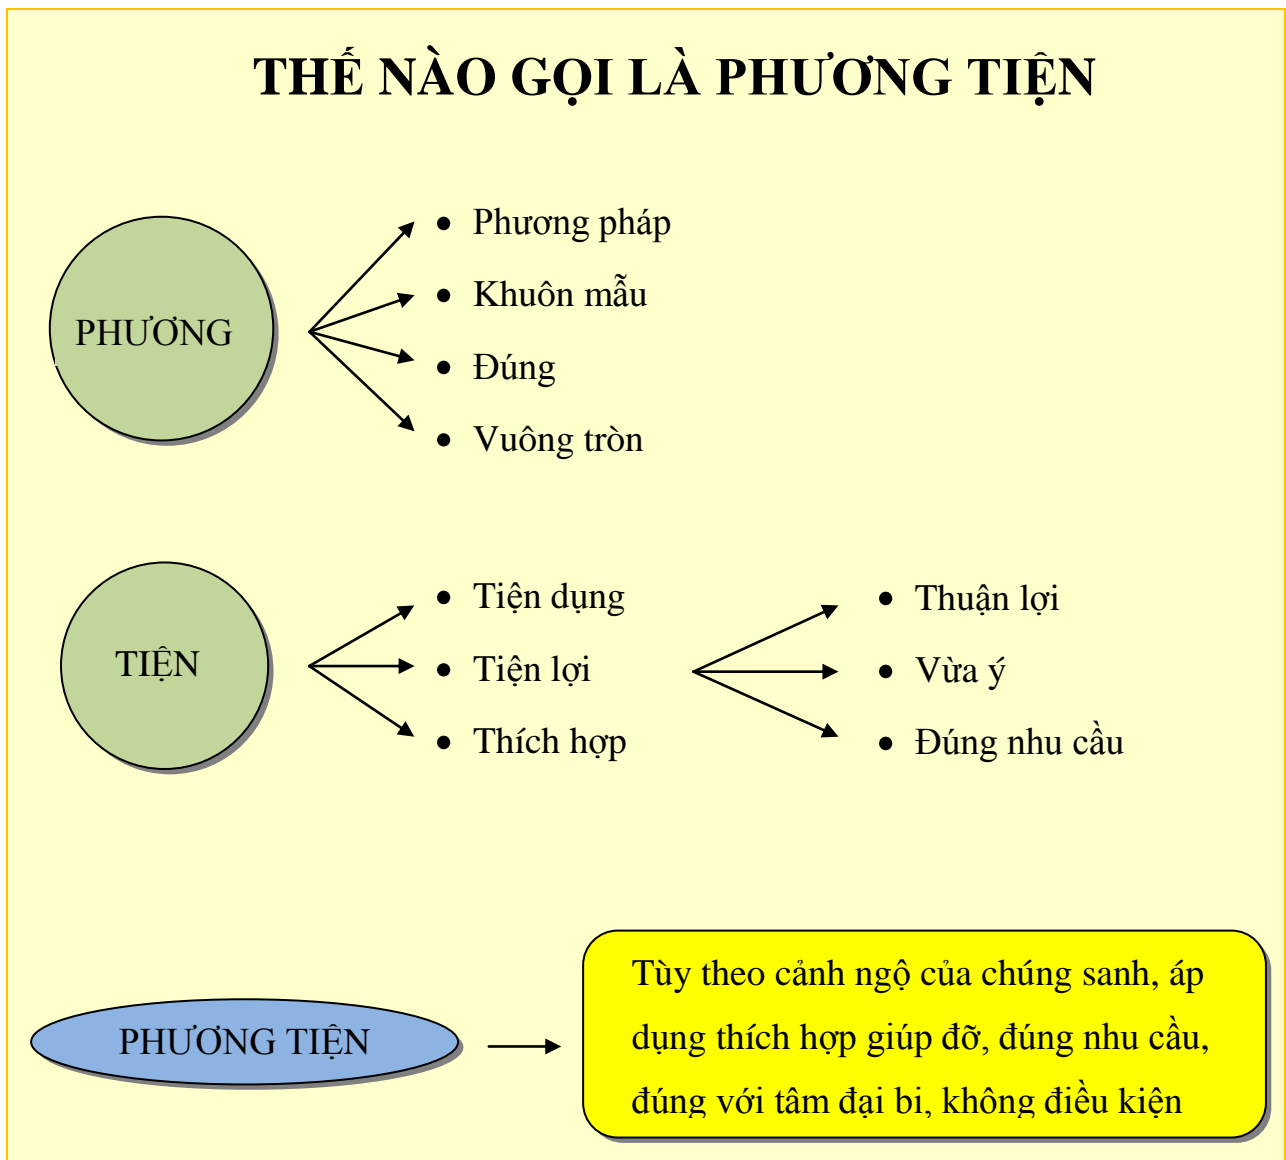 THẾ NÀO GỌI LÀ PHƯƠNG TIỆN
PHƯƠNG
• Phương pháp
• Khuôn mẫu
• Đúng
• Vuông tròn
TIỆN
• Tiện dụng
• Tiện lợi
• Thích hợp
• Thuận lợi
• Vừa ý
• Đúng nhu cầu
PHƯƠNG TIỆN
Tùy theo cảnh ngộ của chúng sanh, áp
dụng thích hợp giúp đỡ, đúng nhu cầu,
đúng với tâm đại bi, không điều kiện